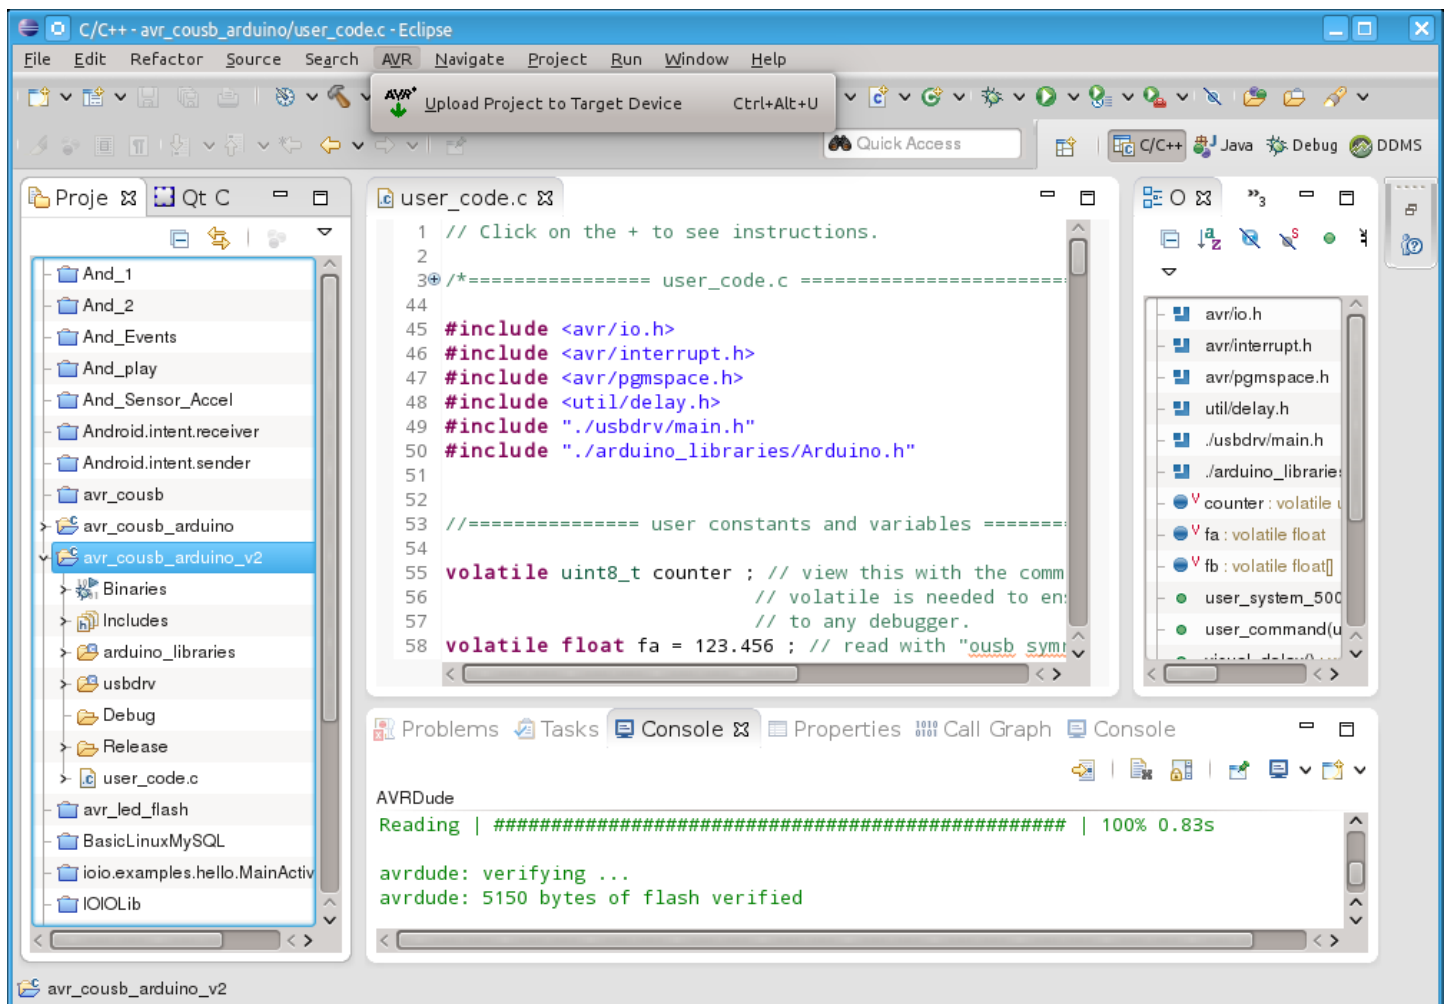 C/C++ - avr_cousb_arduino/user_code.c - Eclipse
File Edit Refactor Source Search AVR Navigate Project Run Window Help
AVR Upload Project to Target Device Ctrl+Alt+U
Quick Access
C/C++ Java Debug DDMS
Proje Qt C
And_1
And_2
And_Events
And_play
And_Sensor_Accel
Android.intent.receiver
Android.intent.sender
avr_cousb
avr_cousb_arduino
avr_cousb_arduino_v2
Binaries
Includes
arduino_libraries
usbdrv
Debug
Release
user_code.c
avr_led_flash
BasicLinuxMySQL
ioio.examples.hello.MainActiv
IOIOLib
user_code.c
1 // Click on the + to see instructions.
2
3 /*=============== user_code.c =======================
44
45 #include <avr/io.h>
46 #include <avr/interrupt.h>
47 #include <avr/pgmspace.h>
48 #include <util/delay.h>
49 #include "./usbdrv/main.h"
50 #include "./arduino_libraries/Arduino.h"
51
52
53 //=============== user constants and variables =======
54
55 volatile uint8_t counter ; // view this with the comm
56 // volatile is needed to en
57 // to any debugger.
58 volatile float fa = 123.456 ; // read with "ousb sym
O 3
avr/io.h
avr/interrupt.h
avr/pgmspace.h
util/delay.h
./usbdrv/main.h
./arduino_libraries
counter : volatile u
fa : volatile float
fb : volatile float[]
user_system_500
user_command(u
Problems Tasks Console Properties Call Graph Console
AVRDude
Reading | ################################################## | 100% 0.83s
avrdude: verifying ...
avrdude: 5150 bytes of flash verified
avr_cousb_arduino_v2